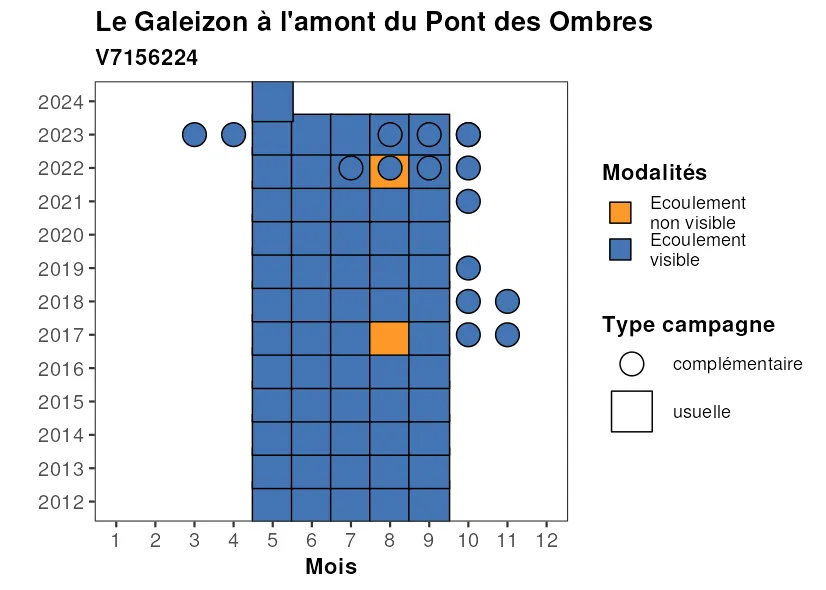 Le Galeizon à l'amont du Pont des Ombres
V7156224
2024
2023
2022
2021
2020
2019
2018
2017
2016
2015
2014
2013
2012
1 2 3 4 5 6 7 8 9 10 11 12
Mois
Modalités
Ecoulement
non visible
Ecoulement
visible
Type campagne
complémentaire
usuelle